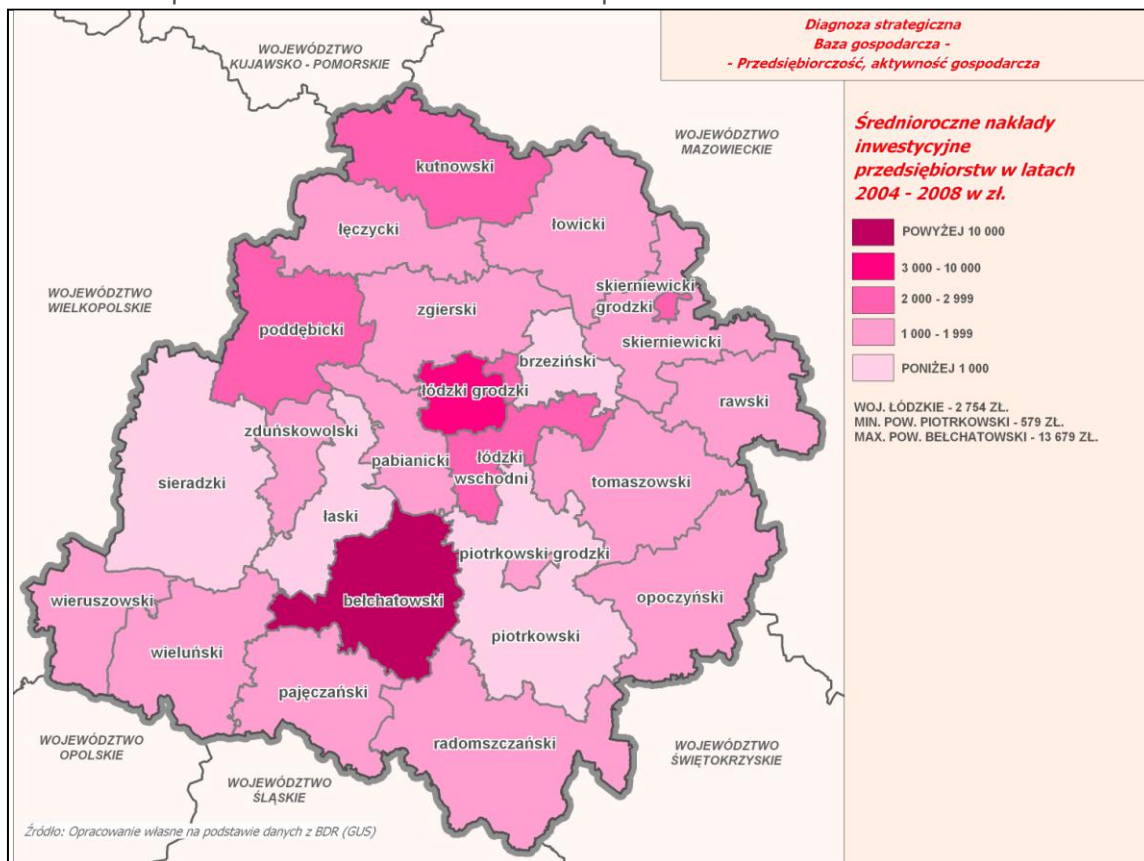 Diagnoza strategiczna
Baza gospodarcza -
- Przedsiębiorczość, aktywność gospodarcza
WOJEWÓDZTWO
KUJAWSKO - POMORSKIE
WOJEWÓDZTWO
MAZOWIECKIE
WOJEWÓDZTWO
WIELKOPOLSKIE
kutnowski
łęczycki
łowicki
skierniewicki
grodzki
zgierski
poddębicki
skierniewicki
brzeziński
łódzki grodzki
rawski
zduńskowolski
pabianicki
łódzki
wschodni
sieradzki
tomaszowski
łaski
piotrkowski grodzki
wieruszowski
bełchatowski
opoczyński
piotrkowski
wieluński
pajęczański
radomszczański
WOJEWÓDZTWO
OPOLSKIE
WOJEWÓDZTWO
ŚLĄSKIE
WOJEWÓDZTWO
ŚWIĘTOKRZYSKIE
Źródło: Opracowanie własne na podstawie danych z BDR (GUS)
Średnioroczne nakłady
inwestycyjne
przedsiębiorstw w latach
2004 - 2008 w zł.
POWYŻEJ 10 000
3 000 - 10 000
2 000 - 2 999
1 000 - 1 999
PONIŻEJ 1 000
WOJ. ŁÓDZKIE - 2 754 ZŁ.
MIN. POW. PIOTRKOWSKI - 579 ZŁ.
MAX. POW. BEŁCHATOWSKI - 13 679 ZŁ.